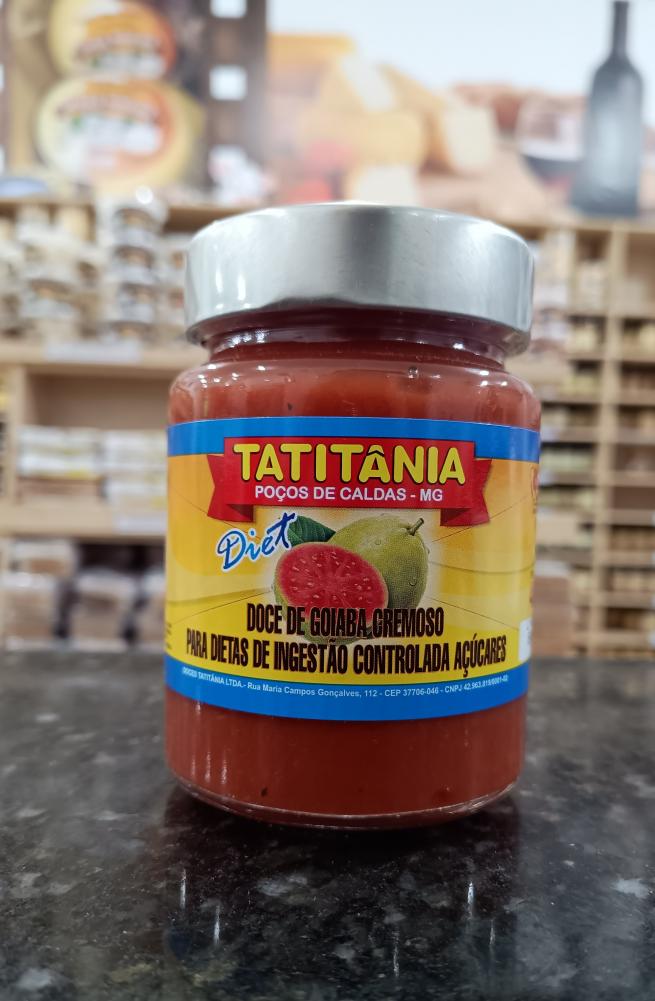 TATITÂNIA
POÇOS DE CALDAS - MG
Diet
DOCE DE GOIABA CREMOSO
PARA DIETAS DE INGESTÃO CONTROLADA AÇÚCARES
DOCES TATITÂNIA LTDA.- Rua Maria Campos Gonçalves, 112 - CEP 37706-046 - CNPJ 42.963.819/0001-02